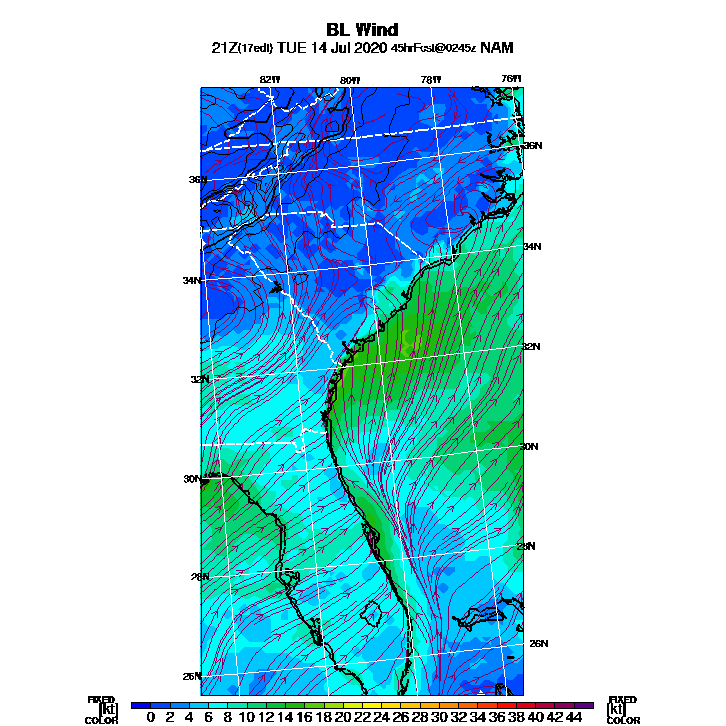 BL Wind
21Z(17edt) TUE 14 Jul 2020 45hrFcst@0245z NAM
82W 80W 78W 76W
36N
36N
34N
34N
32N
32N
30N
30N
28N
28N
26N
26N
FIXED FIXED
[kt] 0 2 4 6 8 10 12 14 16 18 20 22 24 26 28 30 32 34 36 38 40 42 44 [kt]
COLOR COLOR